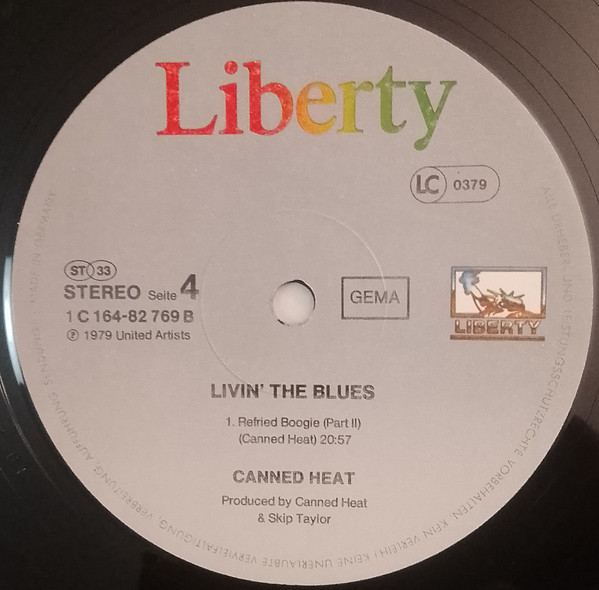 Liberty
LC 0379
ST 33
STEREO Seite 4
1 C 164-82 769 B
℗ 1979 United Artists
GEMA
LIBERTY
LIVIN' THE BLUES
1. Refried Boogie (Part II)
(Canned Heat) 20:57
CANNED HEAT
Produced by Canned Heat
& Skip Taylor
ALLE URHEBER- UND LEISTUNGSSCHUTZRECHTE VORBEHALTEN. KEIN VERLEIH! KEINE UNERLAUBTE VERVIELFÄLTIGUNG, VERBREITUNG, AUFFÜHRUNG, SENDUNG! MADE IN GERMANY